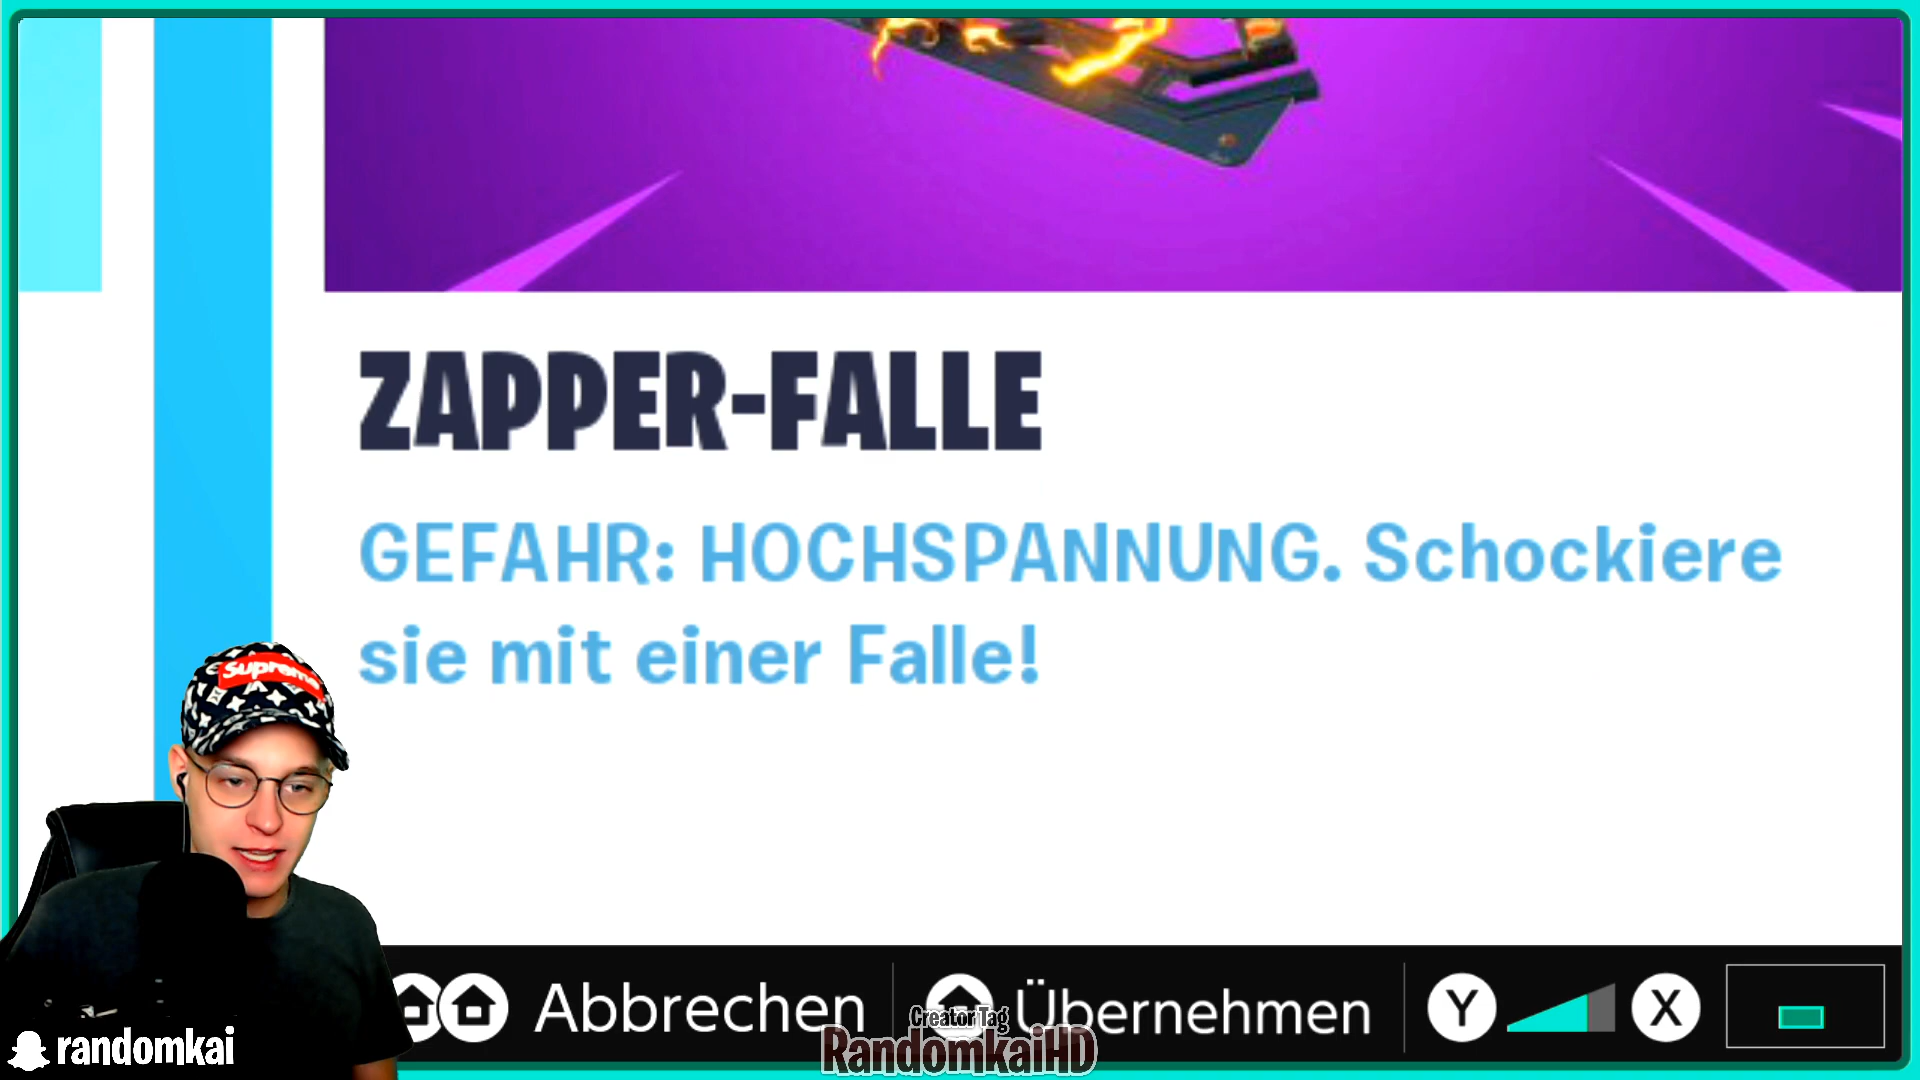 ZAPPER-FALLE
GEFAHR: HOCHSPANNUNG. Schockiere
sie mit einer Falle!
Supreme
Abbrechen
Übernehmen
Y
X
Creator Tag
RandomkaiHD
randomkai